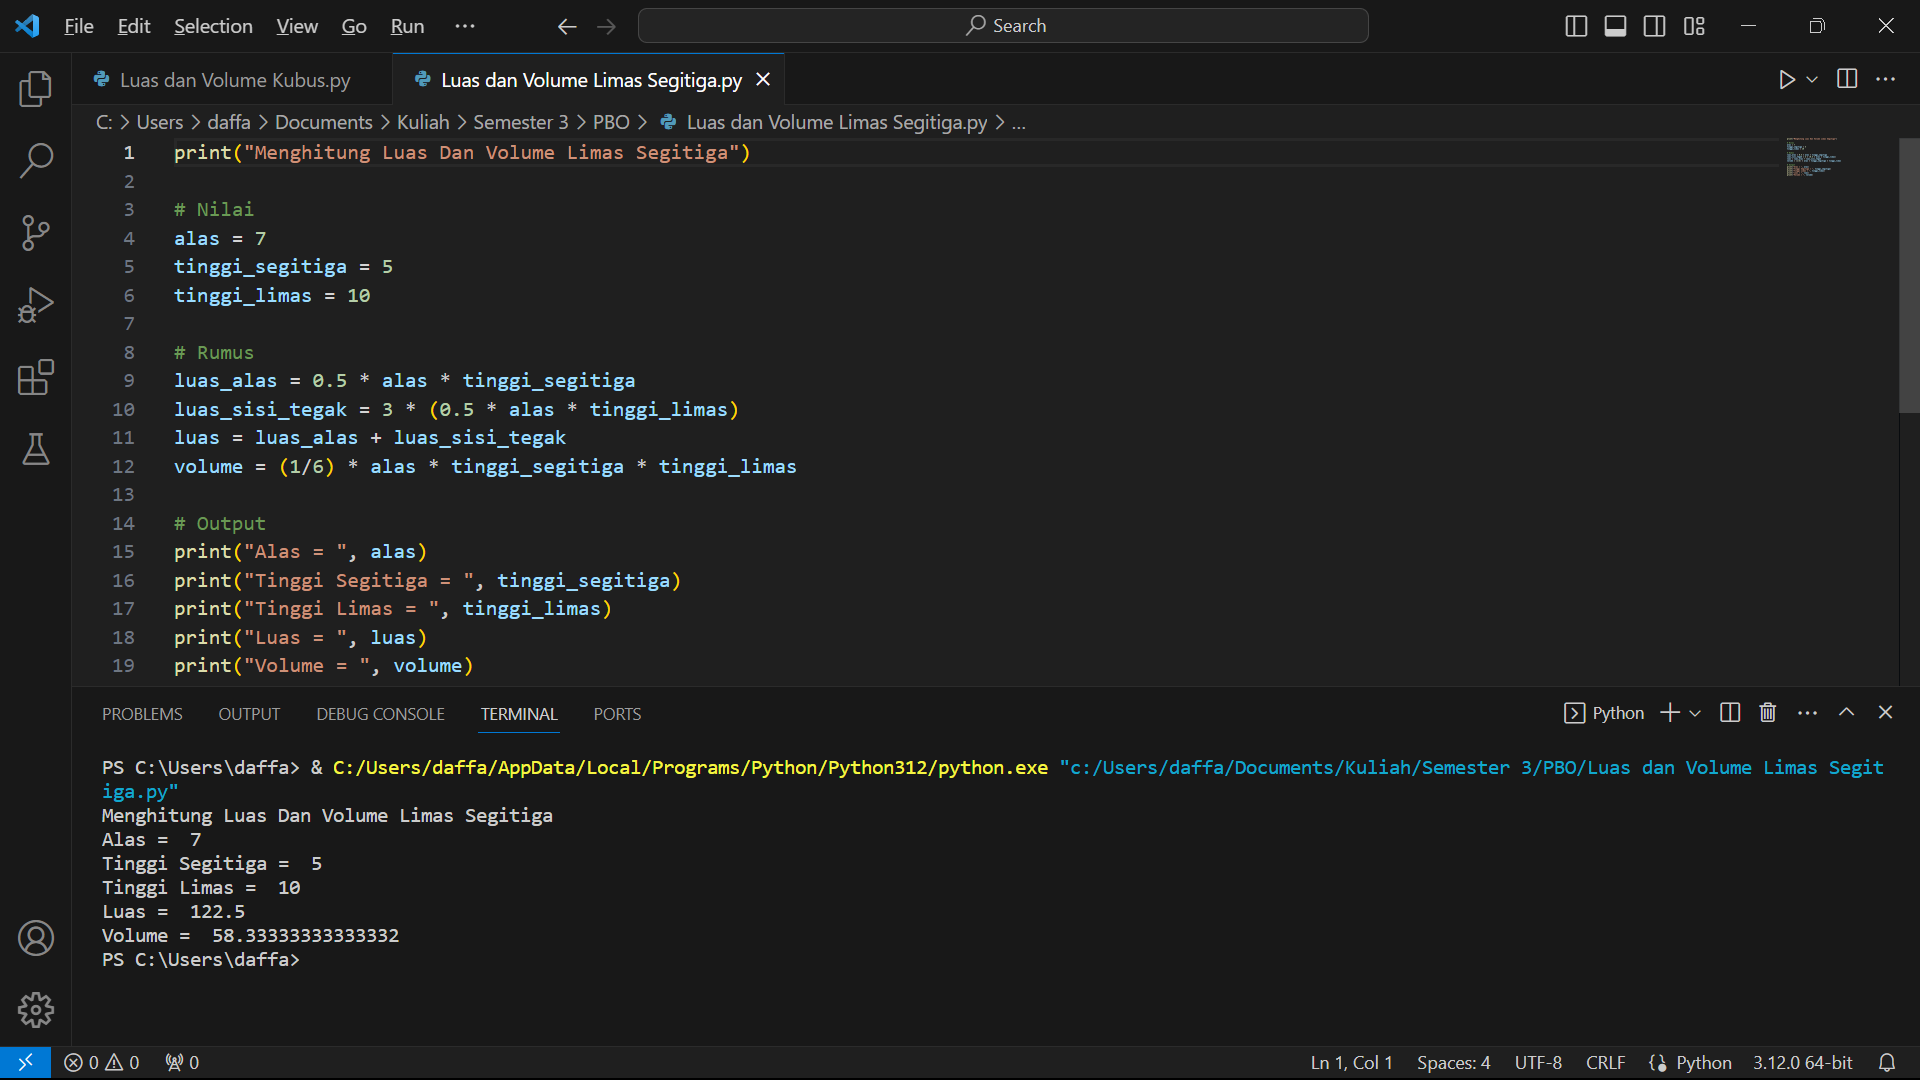 File Edit Selection View Go Run ··· Search
Luas dan Volume Kubus.py Luas dan Volume Limas Segitiga.py
C: > Users > daffa > Documents > Kuliah > Semester 3 > PBO > Luas dan Volume Limas Segitiga.py > ...
1 print("Menghitung Luas Dan Volume Limas Segitiga")
2
3 # Nilai
4 alas = 7
5 tinggi_segitiga = 5
6 tinggi_limas = 10
7
8 # Rumus
9 luas_alas = 0.5 * alas * tinggi_segitiga
10 luas_sisi_tegak = 3 * (0.5 * alas * tinggi_limas)
11 luas = luas_alas + luas_sisi_tegak
12 volume = (1/6) * alas * tinggi_segitiga * tinggi_limas
13
14 # Output
15 print("Alas = ", alas)
16 print("Tinggi Segitiga = ", tinggi_segitiga)
17 print("Tinggi Limas = ", tinggi_limas)
18 print("Luas = ", luas)
19 print("Volume = ", volume)
PROBLEMS OUTPUT DEBUG CONSOLE TERMINAL PORTS Python
PS C:\Users\daffa> & C:/Users/daffa/AppData/Local/Programs/Python/Python312/python.exe "c:/Users/daffa/Documents/Kuliah/Semester 3/PBO/Luas dan Volume Limas Segit
iga.py"
Menghitung Luas Dan Volume Limas Segitiga
Alas =  7
Tinggi Segitiga =  5
Tinggi Limas =  10
Luas =  122.5
Volume =  58.33333333333332
PS C:\Users\daffa>
0 0 0 Ln 1, Col 1 Spaces: 4 UTF-8 CRLF Python 3.12.0 64-bit